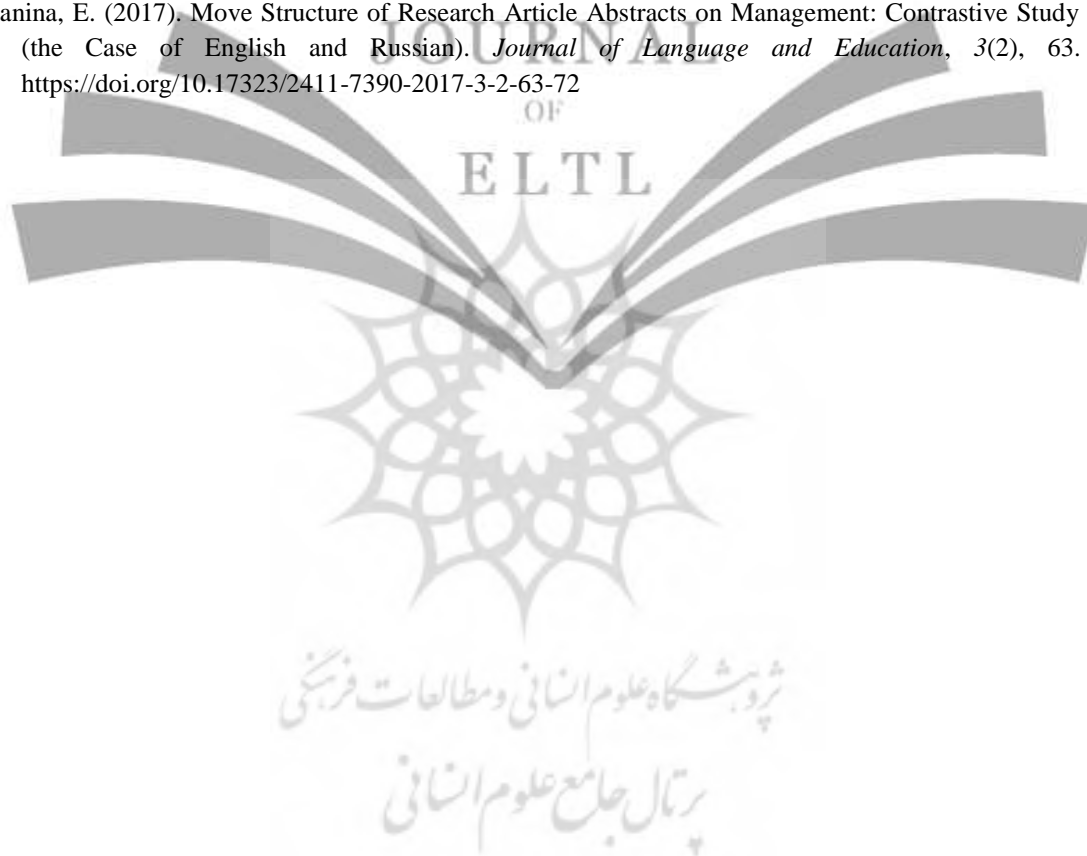 anina, E. (2017). Move Structure of Research Article Abstracts on Management: Contrastive Study
(the Case of English and Russian). Journal of Language and Education, 3(2), 63.
https://doi.org/10.17323/2411-7390-2017-3-2-63-72
JOURNAL
OF
ELTL
پژوهشگاه علوم انسانی و مطالعات فرهنگی
پرتال جامع علوم انسانی